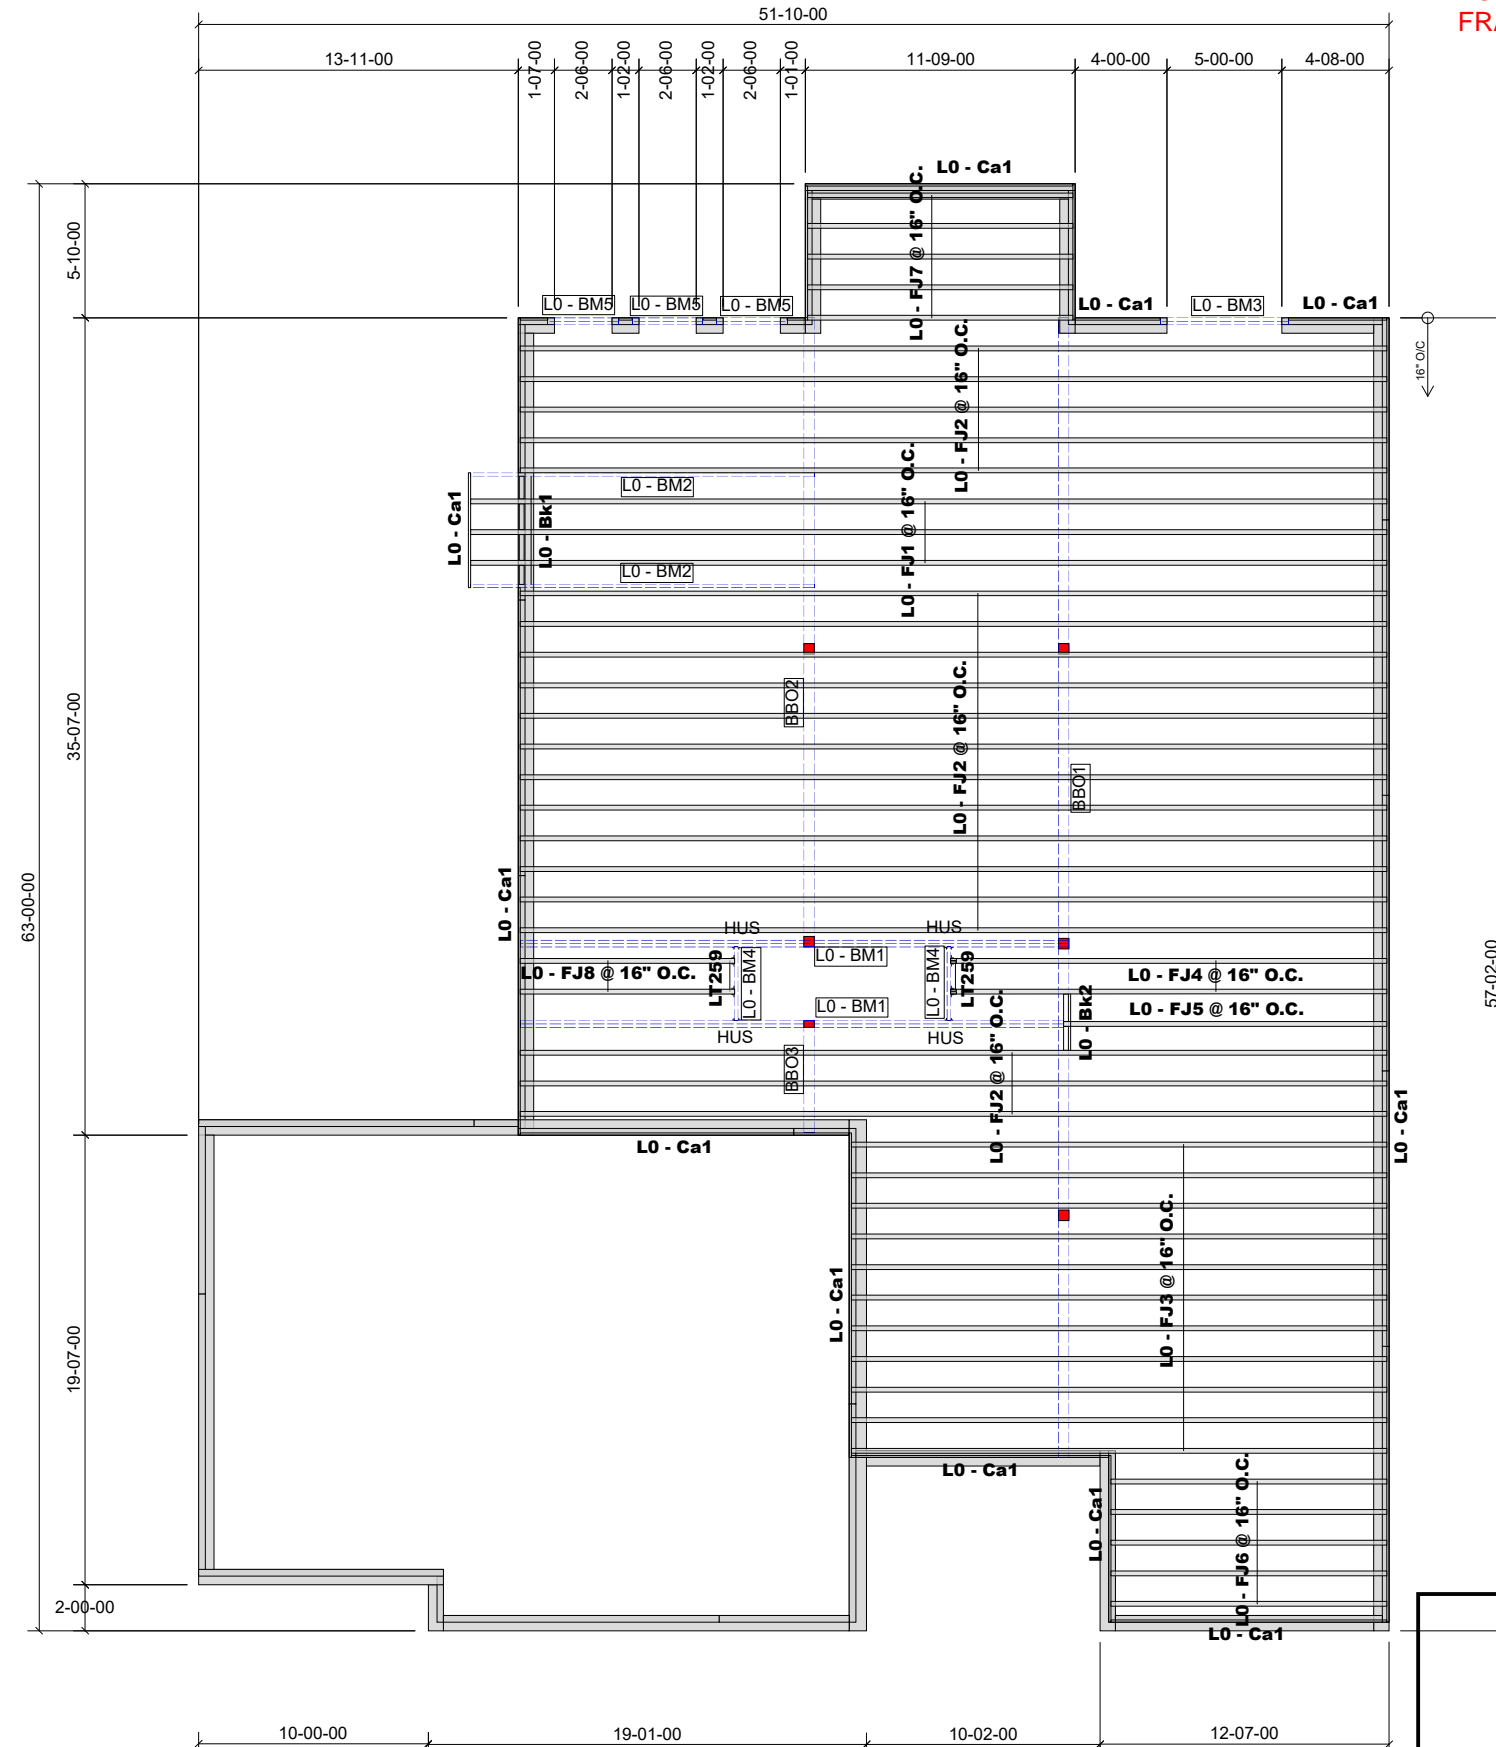 51-10-00
FRA
13-11-00
1-07-00
2-06-00
1-02-00
2-06-00
1-02-00
2-06-00
1-01-00
11-09-00
4-00-00
5-00-00
4-08-00
L0 - Ca1
L0 - FJ7 @ 16" O.C.
5-10-00
L0 - BM5
L0 - BM5
L0 - BM5
L0 - Ca1
L0 - BM3
L0 - Ca1
16" O/C
L0 - FJ2 @ 16" O.C.
L0 - Ca1
L0 - Bk1
L0 - BM2
L0 - BM2
L0 - FJ1 @ 16" O.C.
35-07-00
63-00-00
BBO2
L0 - FJ2 @ 16" O.C.
BBO1
L0 - Ca1
HUS
HUS
L0 - FJ8 @ 16" O.C.
LT259
L0 - BM4
L0 - BM1
L0 - BM4
LT259
L0 - FJ4 @ 16" O.C.
57-02-00
L0 - BM1
L0 - FJ5 @ 16" O.C.
HUS
HUS
L0 - Bk2
BBO3
L0 - FJ2 @ 16" O.C.
L0 - Ca1
L0 - Ca1
L0 - Ca1
L0 - FJ3 @ 16" O.C.
19-07-00
L0 - Ca1
L0 - Ca1
L0 - FJ6 @ 16" O.C.
2-00-00
L0 - Ca1
10-00-00
19-01-00
10-02-00
12-07-00